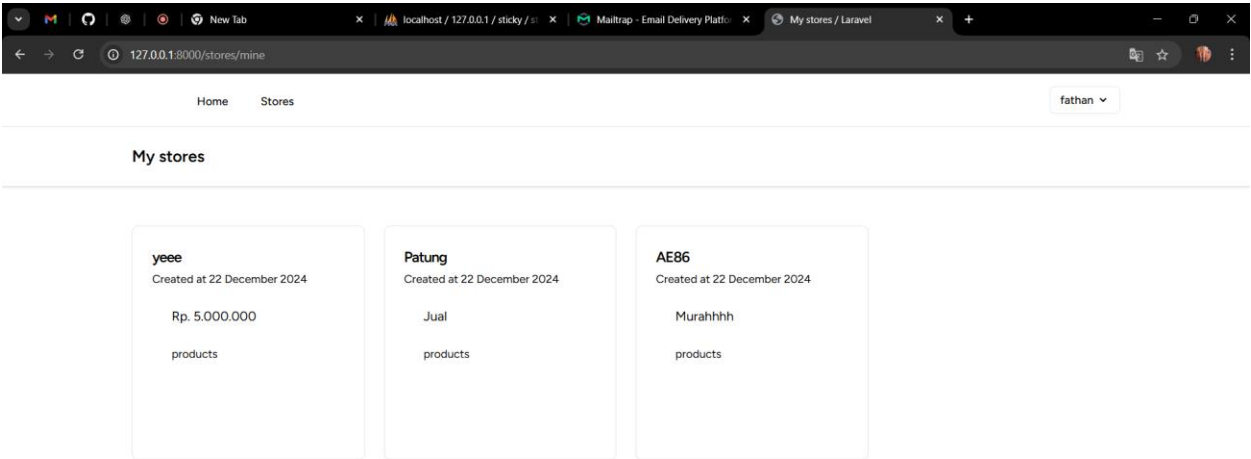 New Tab
localhost / 127.0.0.1 / sticky / st
Mailtrap - Email Delivery Platfo
My stores / Laravel
127.0.0.1:8000/stores/mine
Home Stores fathan
My stores
yeee Patung AE86
Created at 22 December 2024 Created at 22 December 2024 Created at 22 December 2024
Rp. 5.000.000 Jual Murahhhh
products products products